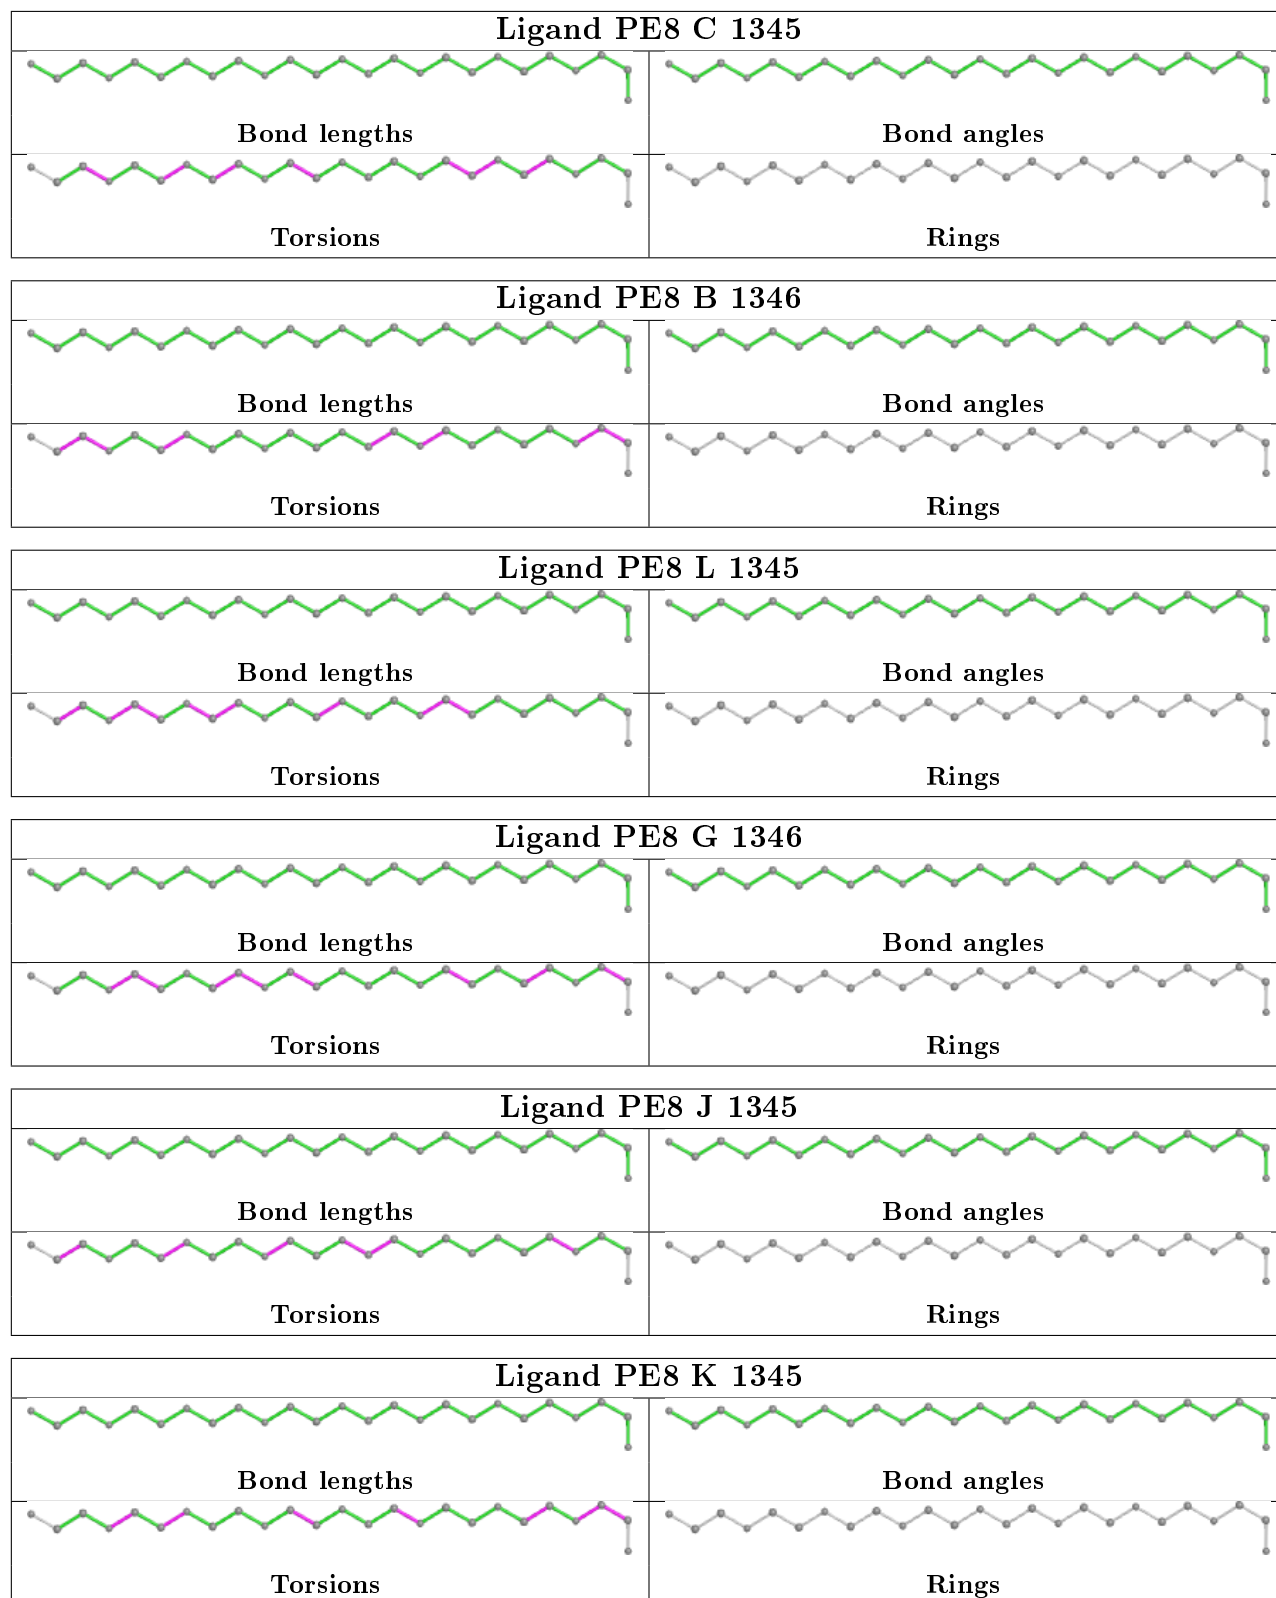 Ligand PE8 C 1345
Bond lengths Bond angles
Torsions Rings
Ligand PE8 B 1346
Bond lengths Bond angles
Torsions Rings
Ligand PE8 L 1345
Bond lengths Bond angles
Torsions Rings
Ligand PE8 G 1346
Bond lengths Bond angles
Torsions Rings
Ligand PE8 J 1345
Bond lengths Bond angles
Torsions Rings
Ligand PE8 K 1345
Bond lengths Bond angles
Torsions Rings